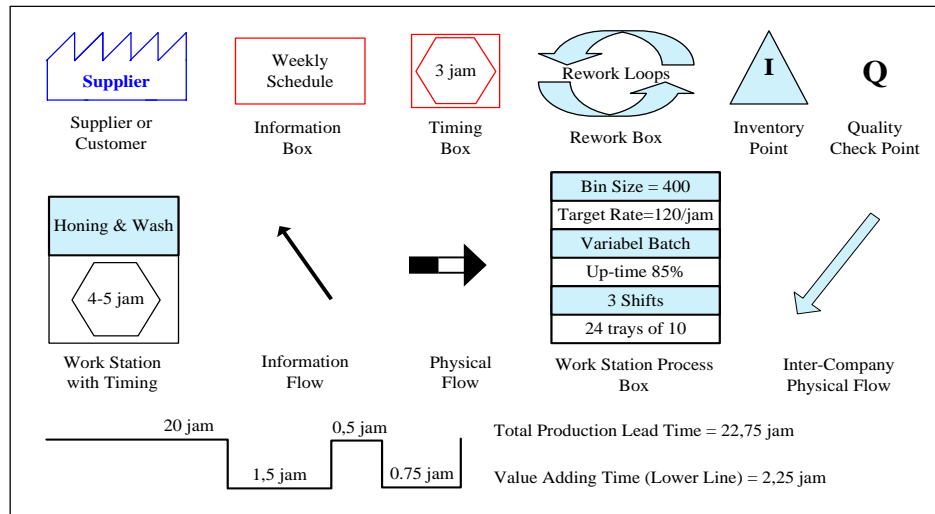 Supplier
Supplier or
Customer
Weekly
Schedule
Information
Box
3 jam
Timing
Box
Rework Loops
Rework Box
I
Inventory
Point
Q
Quality
Check Point
Honing & Wash
4-5 jam
Work Station
with Timing
Information
Flow
Physical
Flow
Bin Size = 400
Target Rate=120/jam
Variabel Batch
Up-time 85%
3 Shifts
24 trays of 10
Work Station Process
Box
Inter-Company
Physical Flow
20 jam
1,5 jam
0,5 jam
0.75 jam
Total Production Lead Time = 22,75 jam
Value Adding Time (Lower Line) = 2,25 jam